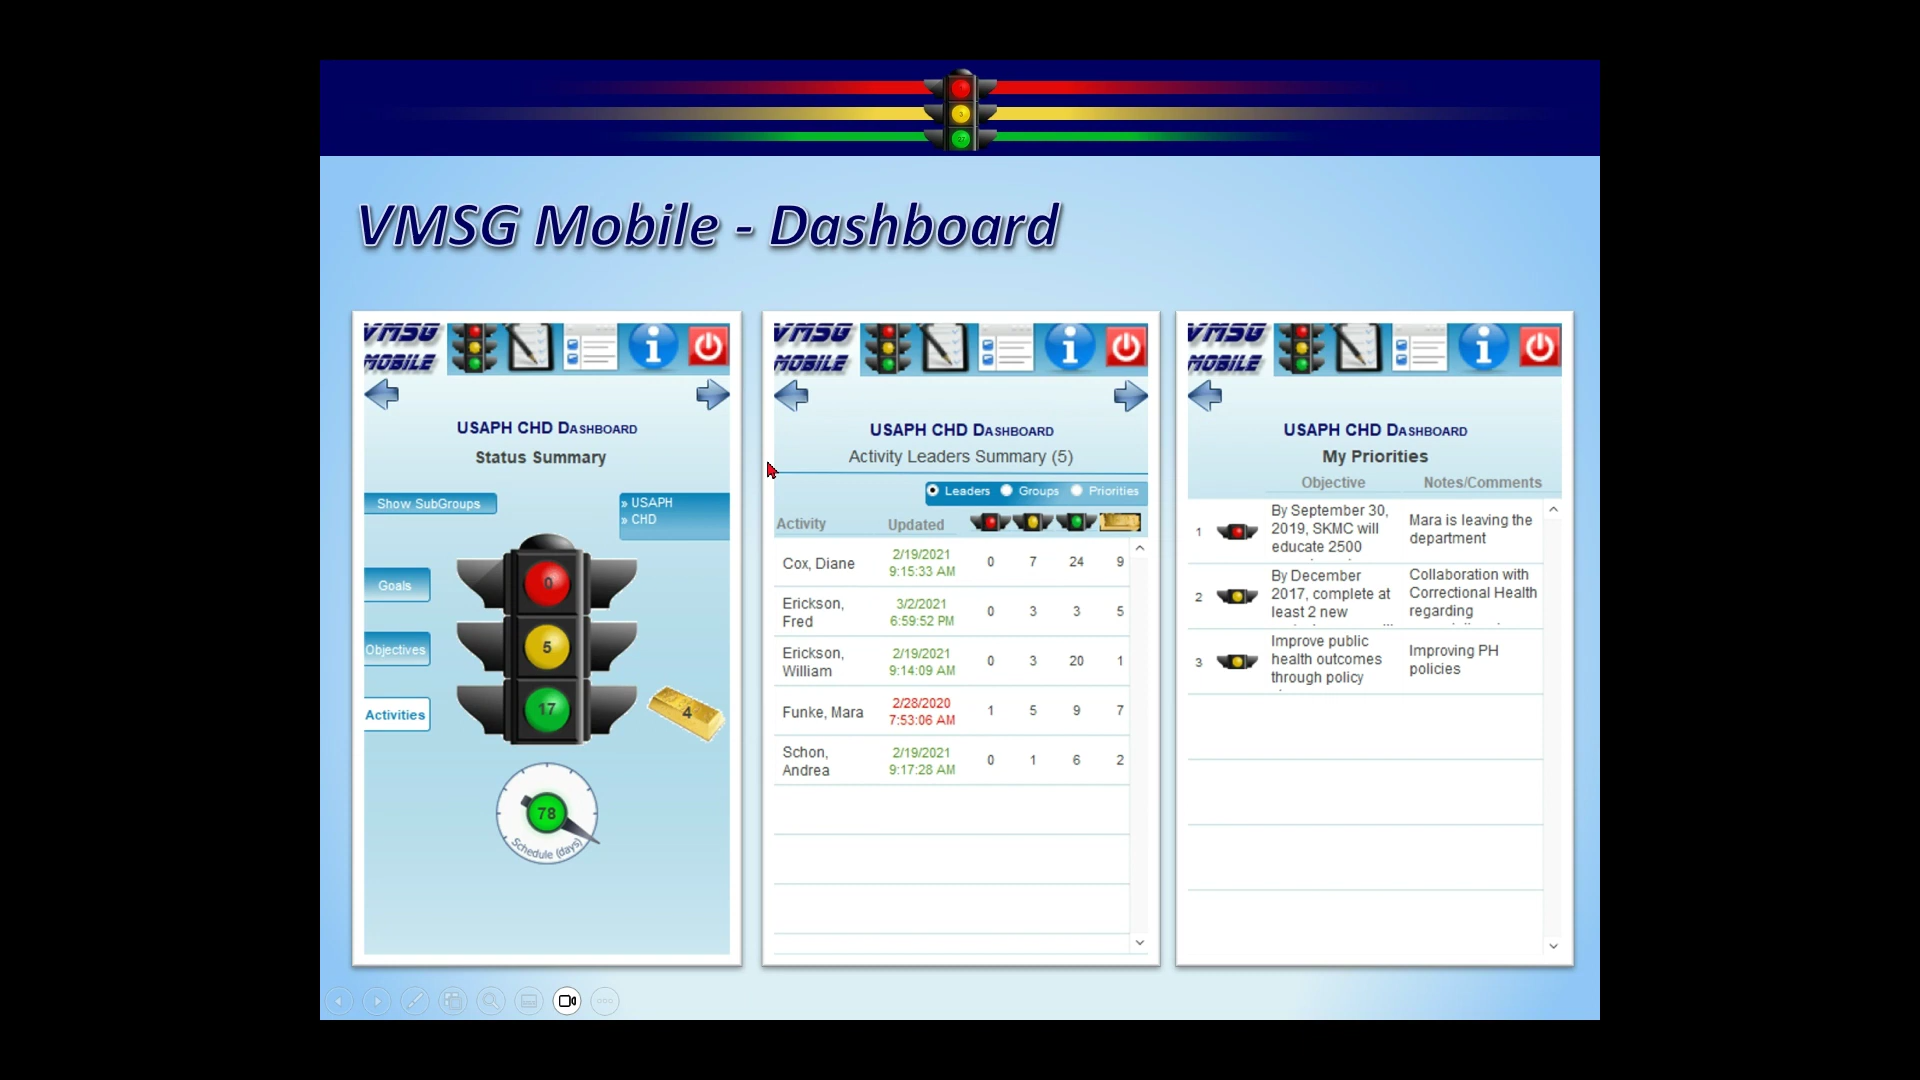 VMSG Mobile - Dashboard
VMSG
MOBILE
USAPH CHD DASHBOARD
Status Summary
Show SubGroups
» USAPH
» CHD
Goals
Objectives
Activities
0
5
17
4
78
Schedule (days)
VMSG
MOBILE
USAPH CHD DASHBOARD
Activity Leaders Summary (5)
Leaders Groups Priorities
Activity Updated
Cox, Diane 2/19/2021 9:15:33 AM 0 7 24 9
Erickson, Fred 3/2/2021 6:59:52 PM 0 3 3 5
Erickson, William 2/19/2021 9:14:09 AM 0 3 20 1
Funke, Mara 2/28/2020 7:53:06 AM 1 5 9 7
Schon, Andrea 2/19/2021 9:17:28 AM 0 1 6 2
VMSG
MOBILE
USAPH CHD DASHBOARD
My Priorities
Objective Notes/Comments
1
By September 30,
2019, SKMC will
educate 2500
Mara is leaving the
department
2
By December
2017, complete at
least 2 new
Collaboration with
Correctional Health
regarding
3
Improve public
health outcomes
through policy
Improving PH
policies